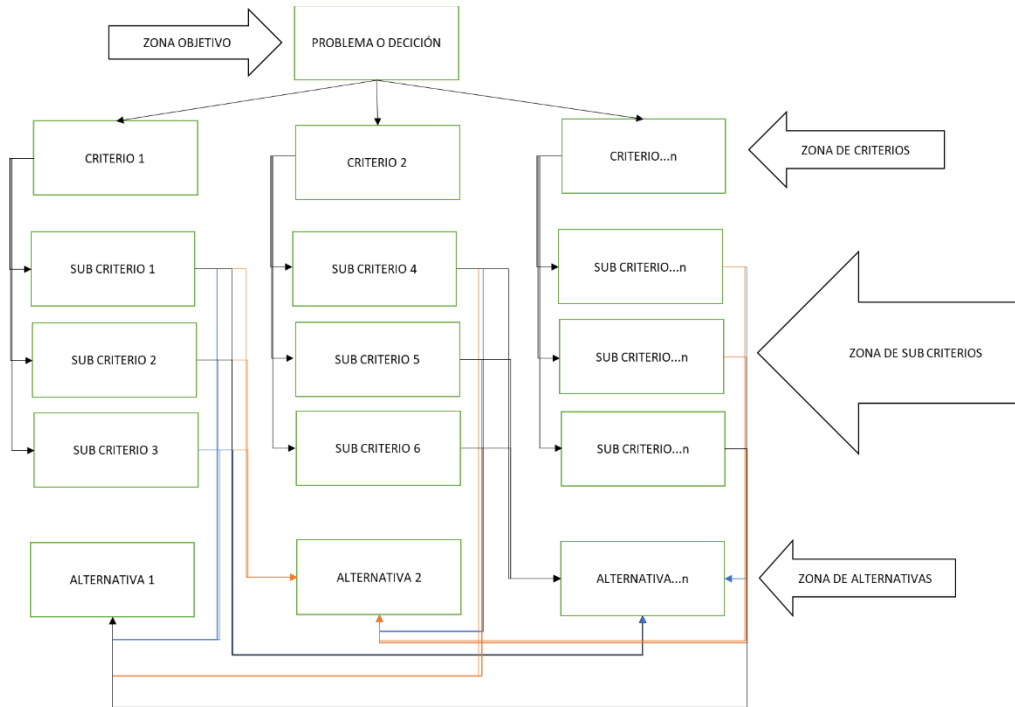 ZONA OBJETIVO
PROBLEMA O DECICIÓN
CRITERIO 1
CRITERIO 2
CRITERIO...n
ZONA DE CRITERIOS
SUB CRITERIO 1
SUB CRITERIO 4
SUB CRITERIO...n
SUB CRITERIO 2
SUB CRITERIO 5
SUB CRITERIO...n
ZONA DE SUB CRITERIOS
SUB CRITERIO 3
SUB CRITERIO 6
SUB CRITERIO...n
ALTERNATIVA 1
ALTERNATIVA 2
ALTERNATIVA...n
ZONA DE ALTERNATIVAS